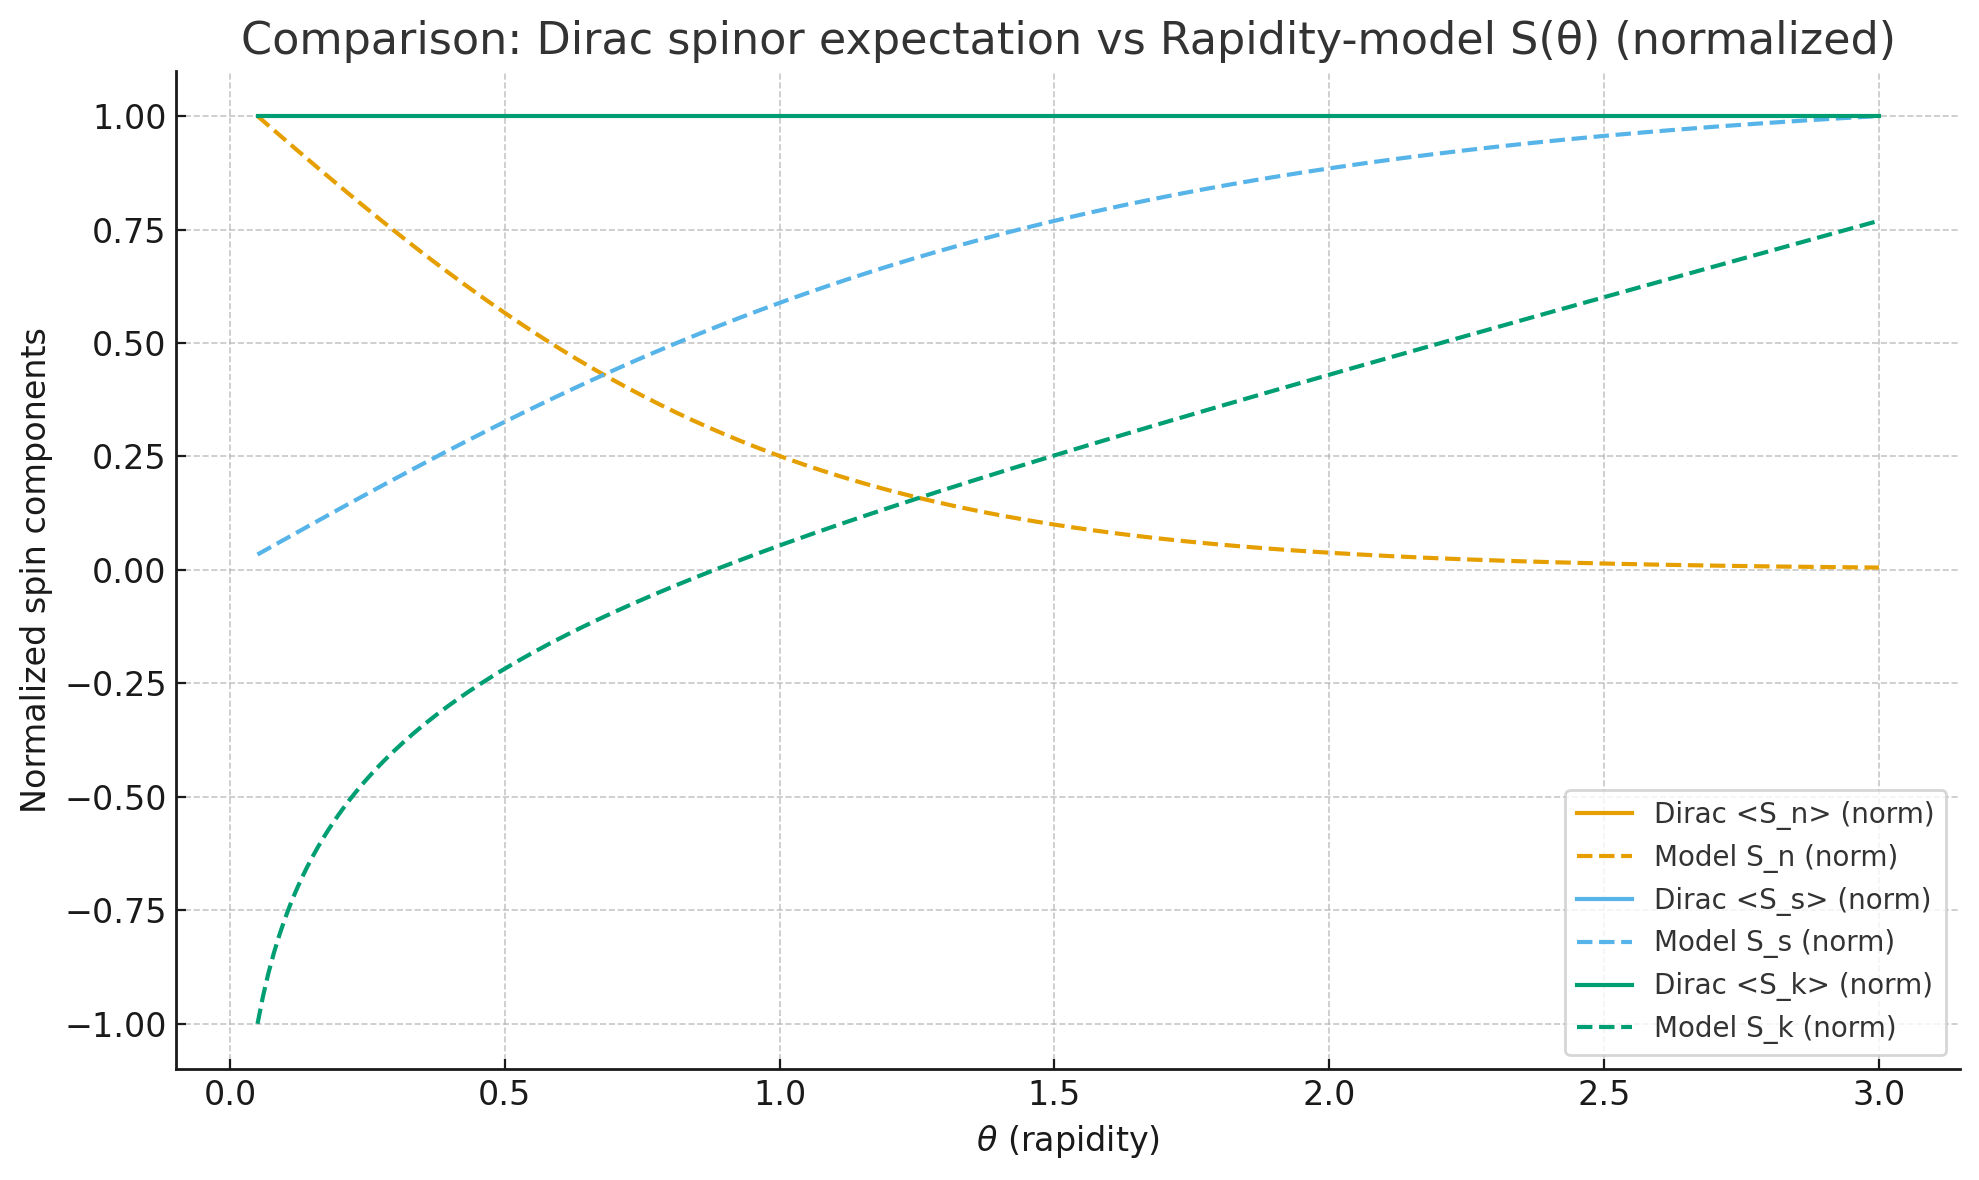 Comparison: Dirac spinor expectation vs Rapidity-model S(θ) (normalized)
Normalized spin components
1.00
0.75
0.50
0.25
0.00
−0.25
−0.50
−0.75
−1.00
Dirac <S_n> (norm)
Model S_n (norm)
Dirac <S_s> (norm)
Model S_s (norm)
Dirac <S_k> (norm)
Model S_k (norm)
0.0 0.5 1.0 1.5 2.0 2.5 3.0
θ (rapidity)